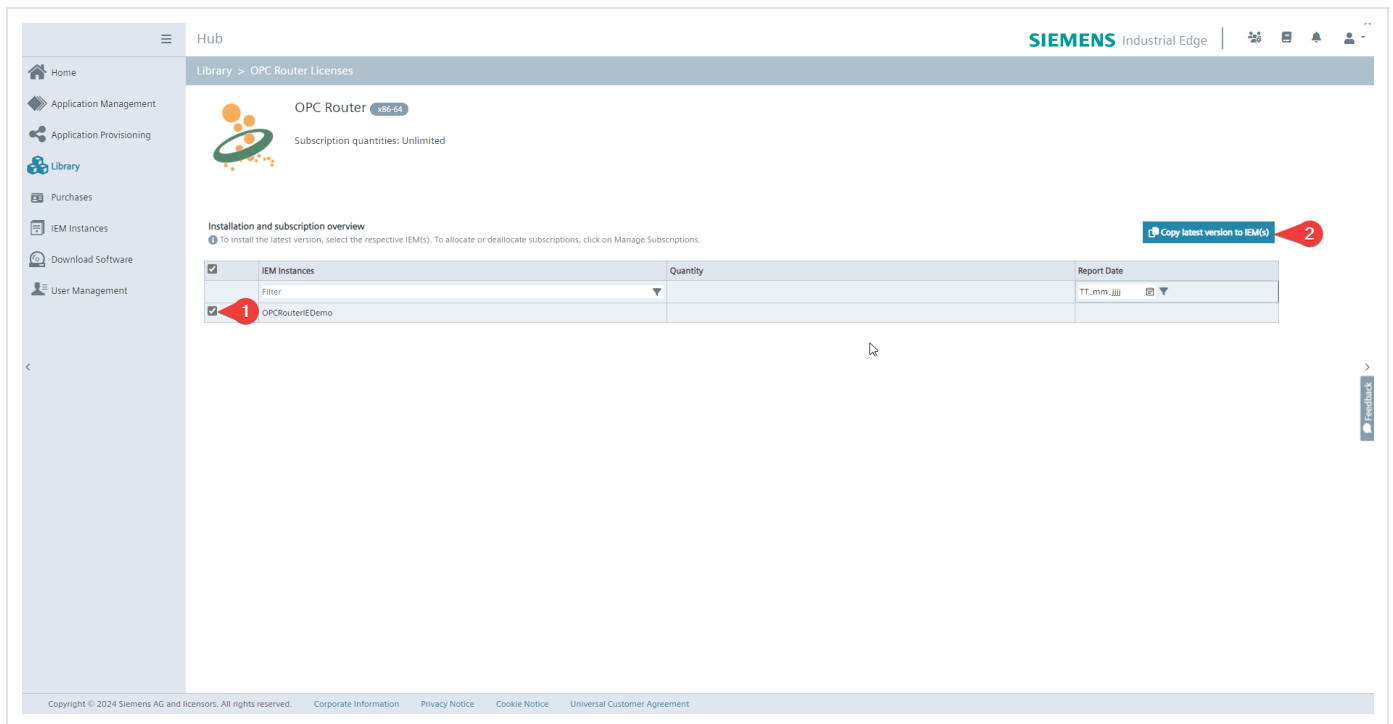 Hub
SIEMENS Industrial Edge
Home
Application Management
Application Provisioning
Library
Purchases
IEM Instances
Download Software
User Management
Library > OPC Router Licenses
OPC Router x86-64
Subscription quantities: Unlimited
Installation and subscription overview
To install the latest version, select the respective IEM(s). To allocate or deallocate subscriptions, click on Manage Subscriptions.
Copy latest version to IEM(s)
2
IEM Instances Quantity Report Date
Filter TT.mm.jjjj
1 OPCRouterIEDemo
Feedback
Copyright © 2024 Siemens AG and licensors. All rights reserved. Corporate Information Privacy Notice Cookie Notice Universal Customer Agreement